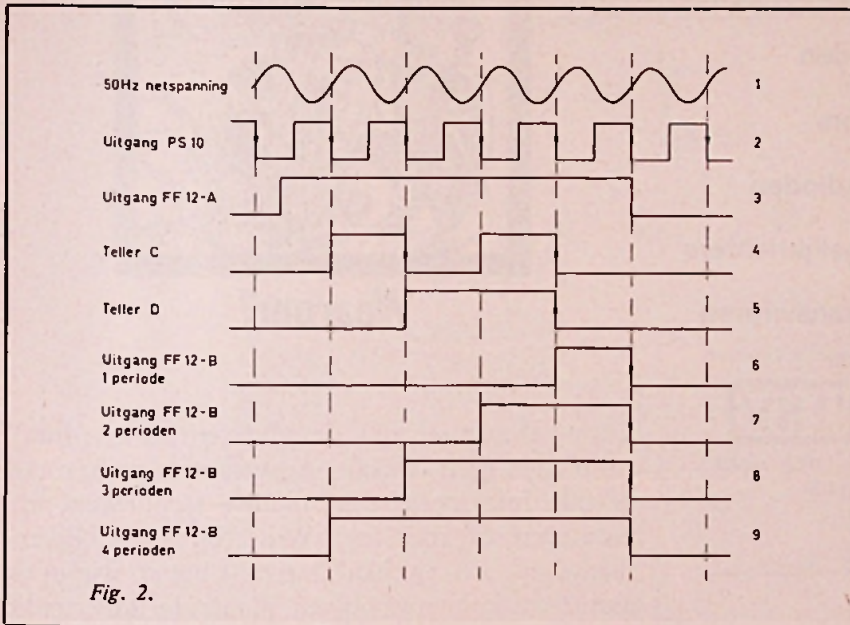 50Hz netspanning
1
Uitgang PS 10
2
Uitgang FF 12-A
3
Teller C
4
Teller D
5
Uitgang FF 12-B
1 periode
6
Uitgang FF 12-B
2 perioden
7
Uitgang FF 12-B
3 perioden
8
Uitgang FF 12-B
4 perioden
9
Fig. 2.